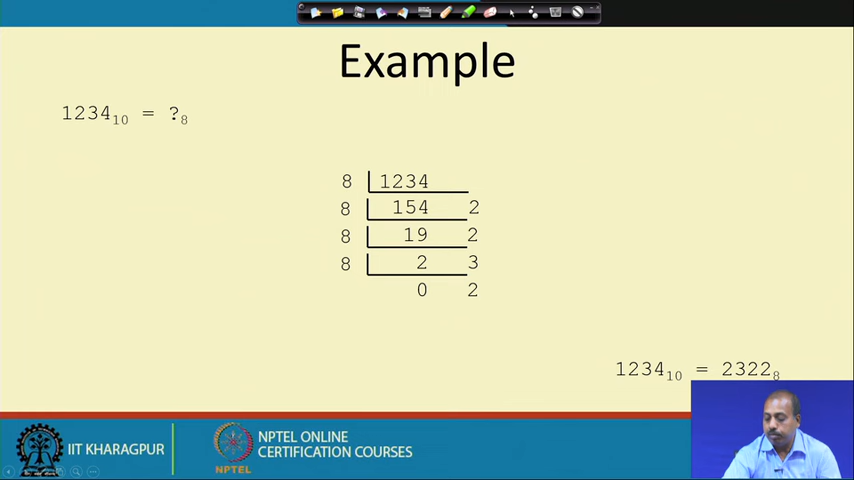 Example
1234₁₀ = ?₈
8 1234
8 154 2
8 19 2
8 2 3
0 2
1234₁₀ = 2322₈
IIT KHARAGPUR
NPTEL
NPTEL ONLINE
CERTIFICATION COURSES